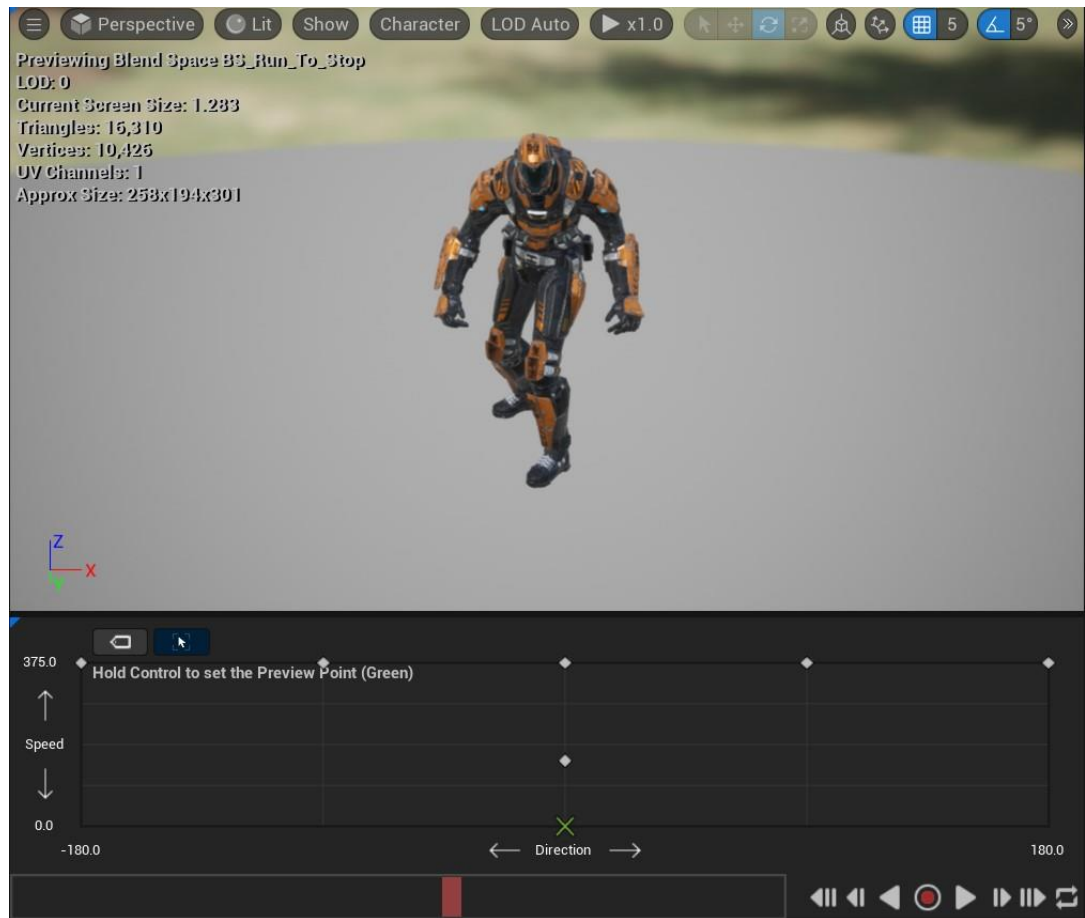 Perspective Lit Show Character LOD Auto x1.0 5 5°
Previewing Blend Space BS_Run_To_Stop
LOD: 0
Current Screen Size: 1.283
Triangles: 16,310
Vertices: 10,426
UV Channels: 1
Approx Size: 258x194x301
Z
X
Y
375.0
Hold Control to set the Preview Point (Green)
Speed
0.0
-180.0 Direction 180.0